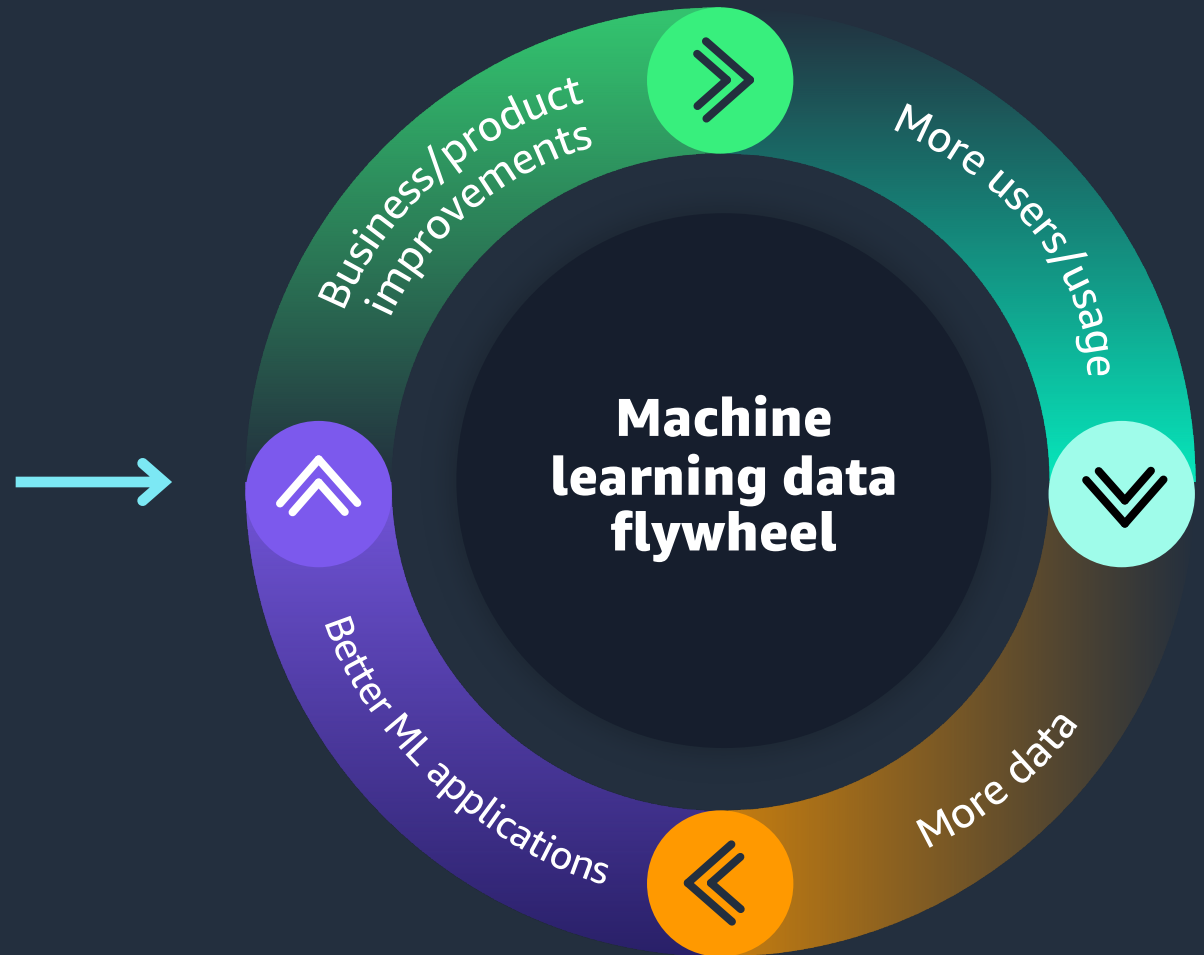 Business/product
improvements
More users/usage
Machine
learning data
flywheel
Better ML applications
More data